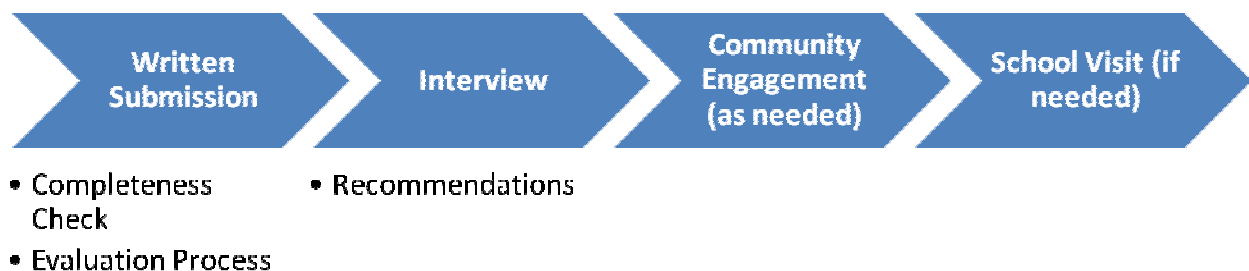 Written
Submission
Interview
Community
Engagement
(as needed)
School Visit (if
needed)
• Completeness
Check
• Evaluation Process
• Recommendations